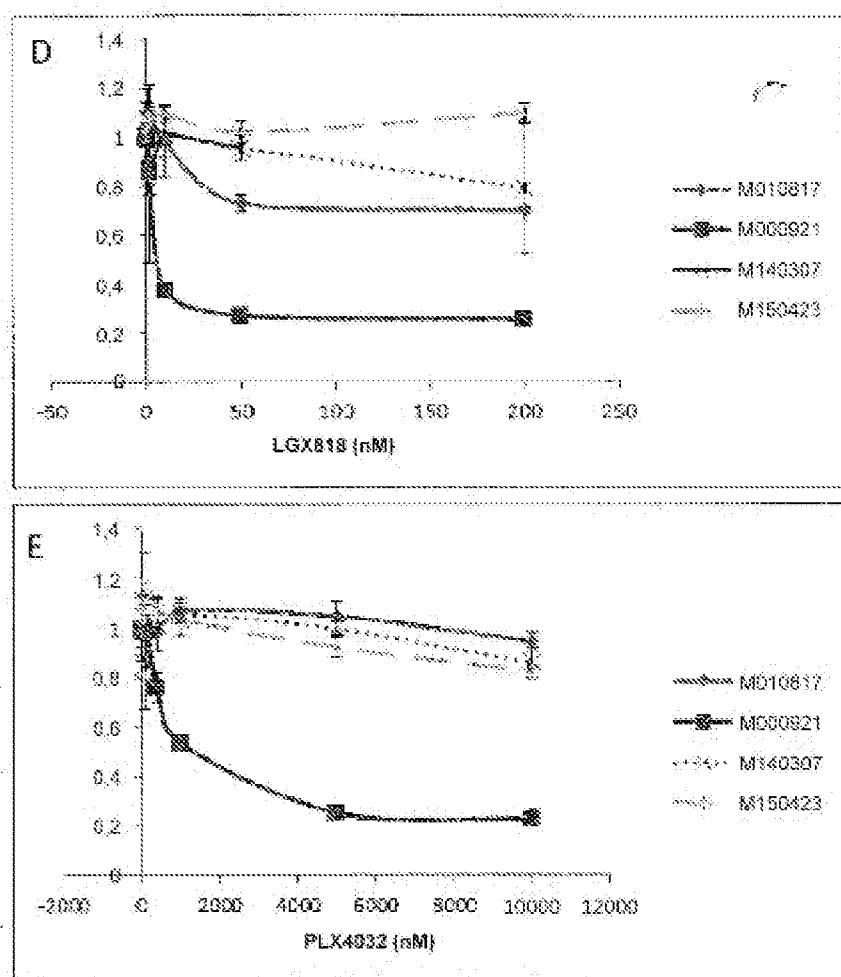 D
1,4
1,2
1
0,8
0,6
0,4
0,2
0
-50 0 50 100 150 200 250
LGX818 (nM)
M010817
M000921
M140307
M150423
E
1,4
1,2
1
0,8
0,6
0,4
0,2
0
-2000 0 2000 4000 6000 8000 10000 12000
PLX4032 (nM)
M010817
M000921
M140307
M150423